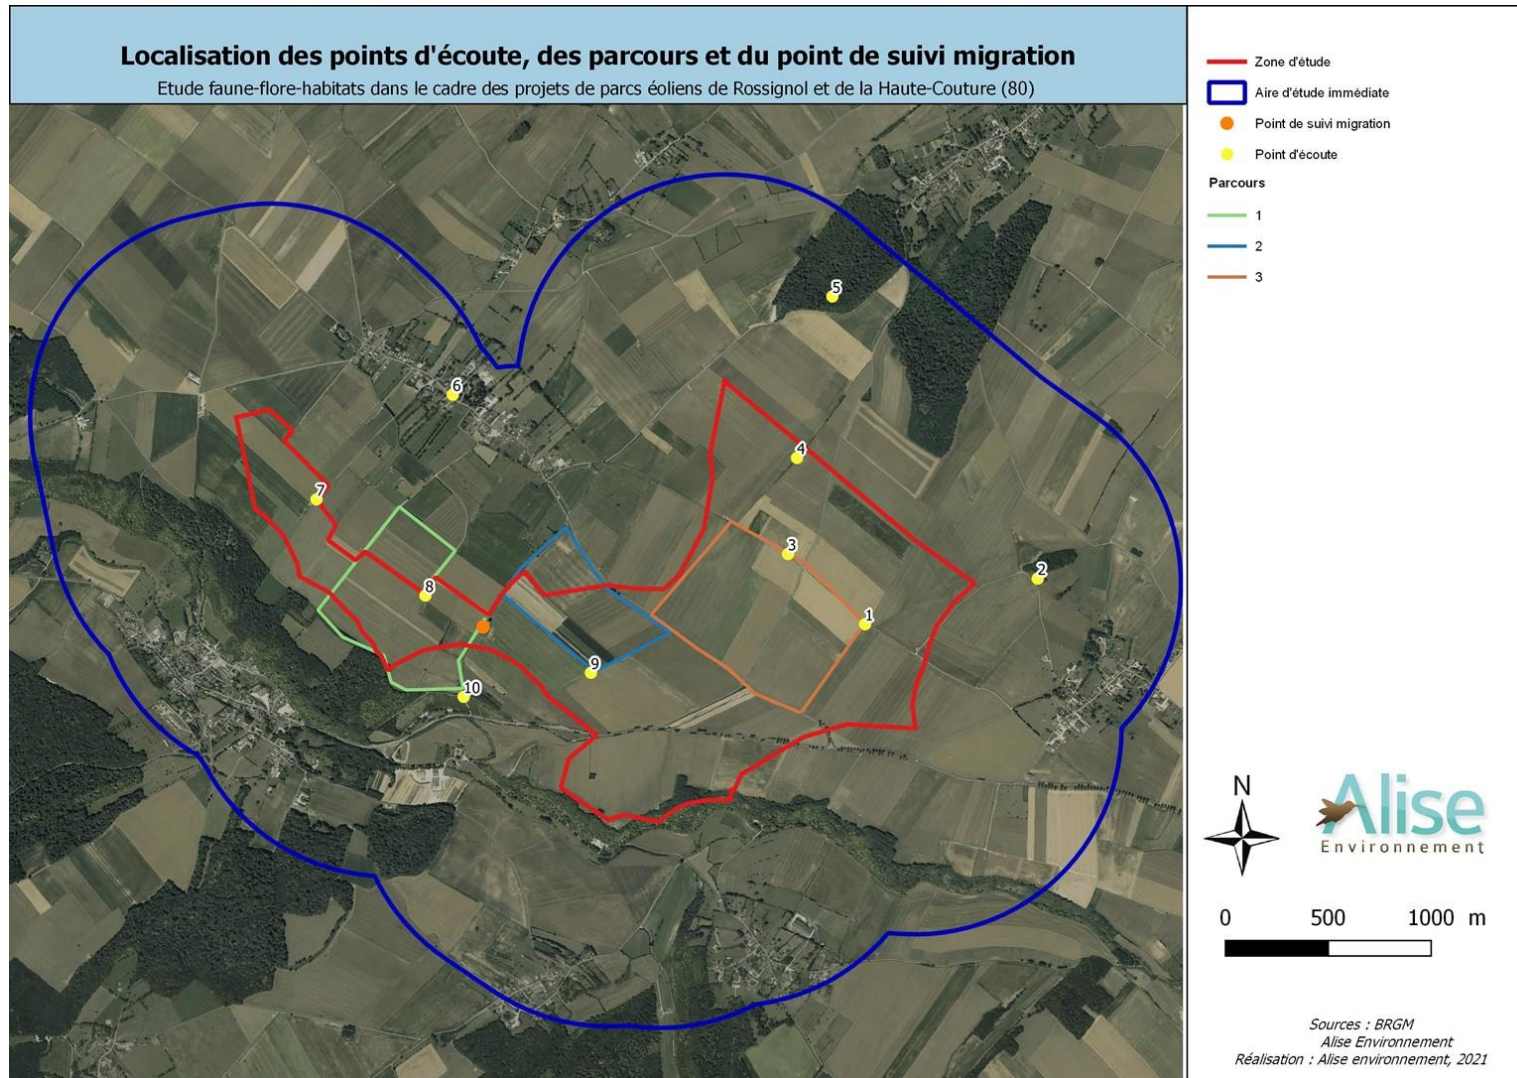 Localisation des points d'écoute, des parcours et du point de suivi migration
Etude faune-flore-habitats dans le cadre des projets de parcs éoliens de Rossignol et de la Haute-Couture (80)
Zone d'étude
Aire d'étude immédiate
Point de suivi migration
Point d'écoute
Parcours
1
2
3
5
6
4
7
3
2
8
1
9
10
N
Alise
Environnement
0 500 1000 m
Sources : BRGM
Alise Environnement
Réalisation : Alise environnement, 2021